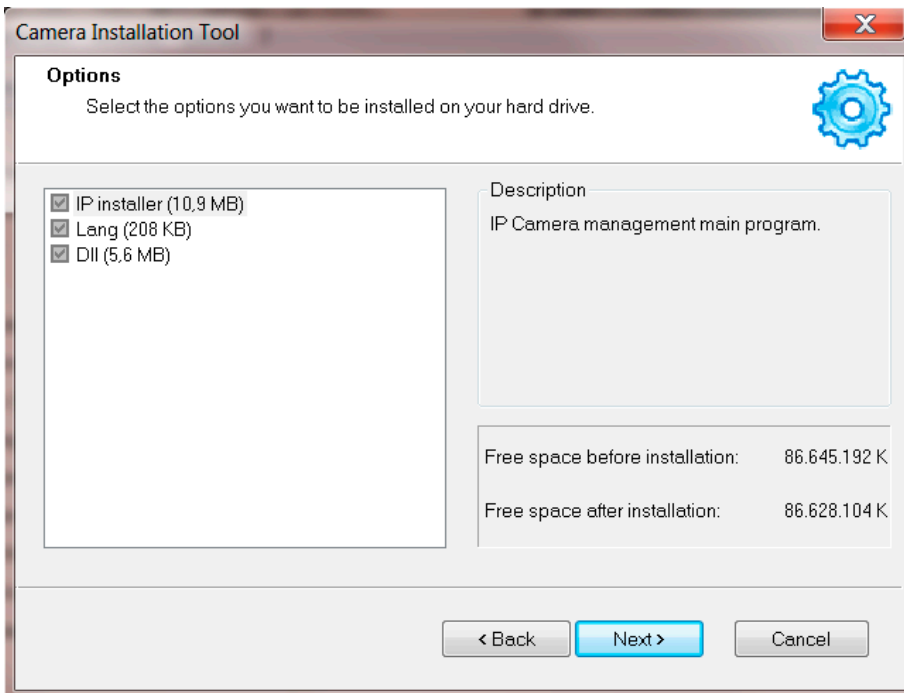 Camera Installation Tool
Options
Select the options you want to be installed on your hard drive.
IP installer (10,9 MB)
Lang (208 KB)
Dll (5,6 MB)
Description
IP Camera management main program.
Free space before installation: 86.645.192 K
Free space after installation: 86.628.104 K
< Back Next > Cancel